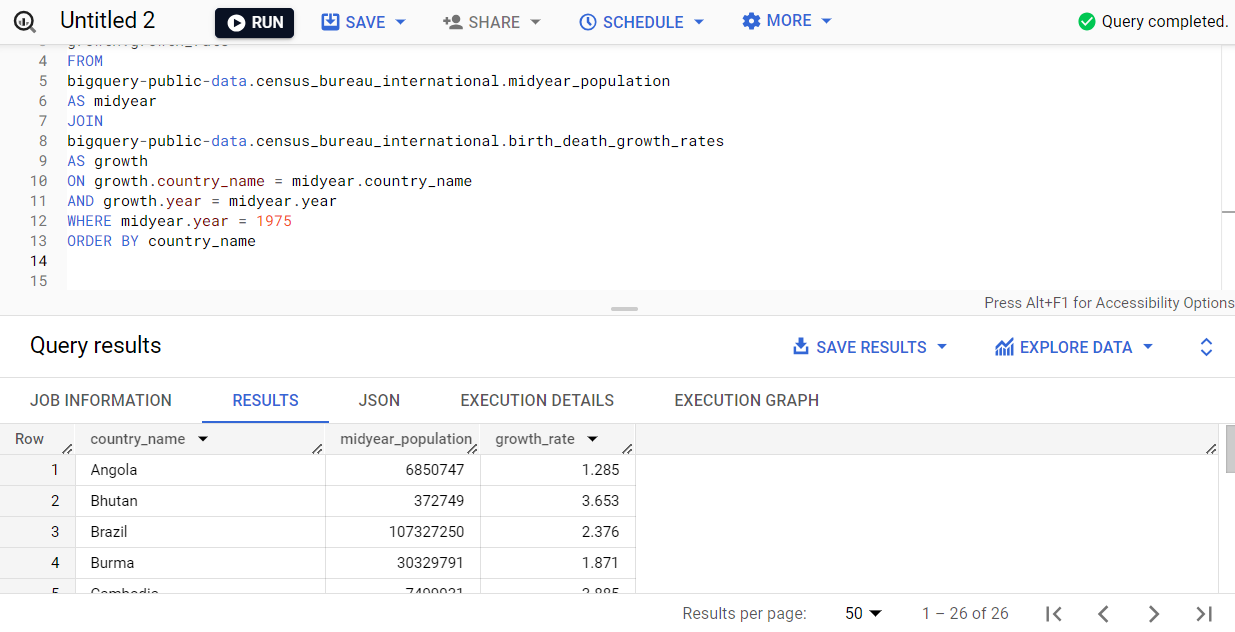 Untitled 2 RUN SAVE SHARE SCHEDULE MORE Query completed.
4 FROM
5 bigquery-public-data.census_bureau_international.midyear_population
6 AS midyear
7 JOIN
8 bigquery-public-data.census_bureau_international.birth_death_growth_rates
9 AS growth
10 ON growth.country_name = midyear.country_name
11 AND growth.year = midyear.year
12 WHERE midyear.year = 1975
13 ORDER BY country_name
14
15
Press Alt+F1 for Accessibility Options
Query results SAVE RESULTS EXPLORE DATA
JOB INFORMATION RESULTS JSON EXECUTION DETAILS EXECUTION GRAPH
Row country_name midyear_population growth_rate
1 Angola 6850747 1.285
2 Bhutan 372749 3.653
3 Brazil 107327250 2.376
4 Burma 30329791 1.871
Results per page: 50 1 – 26 of 26